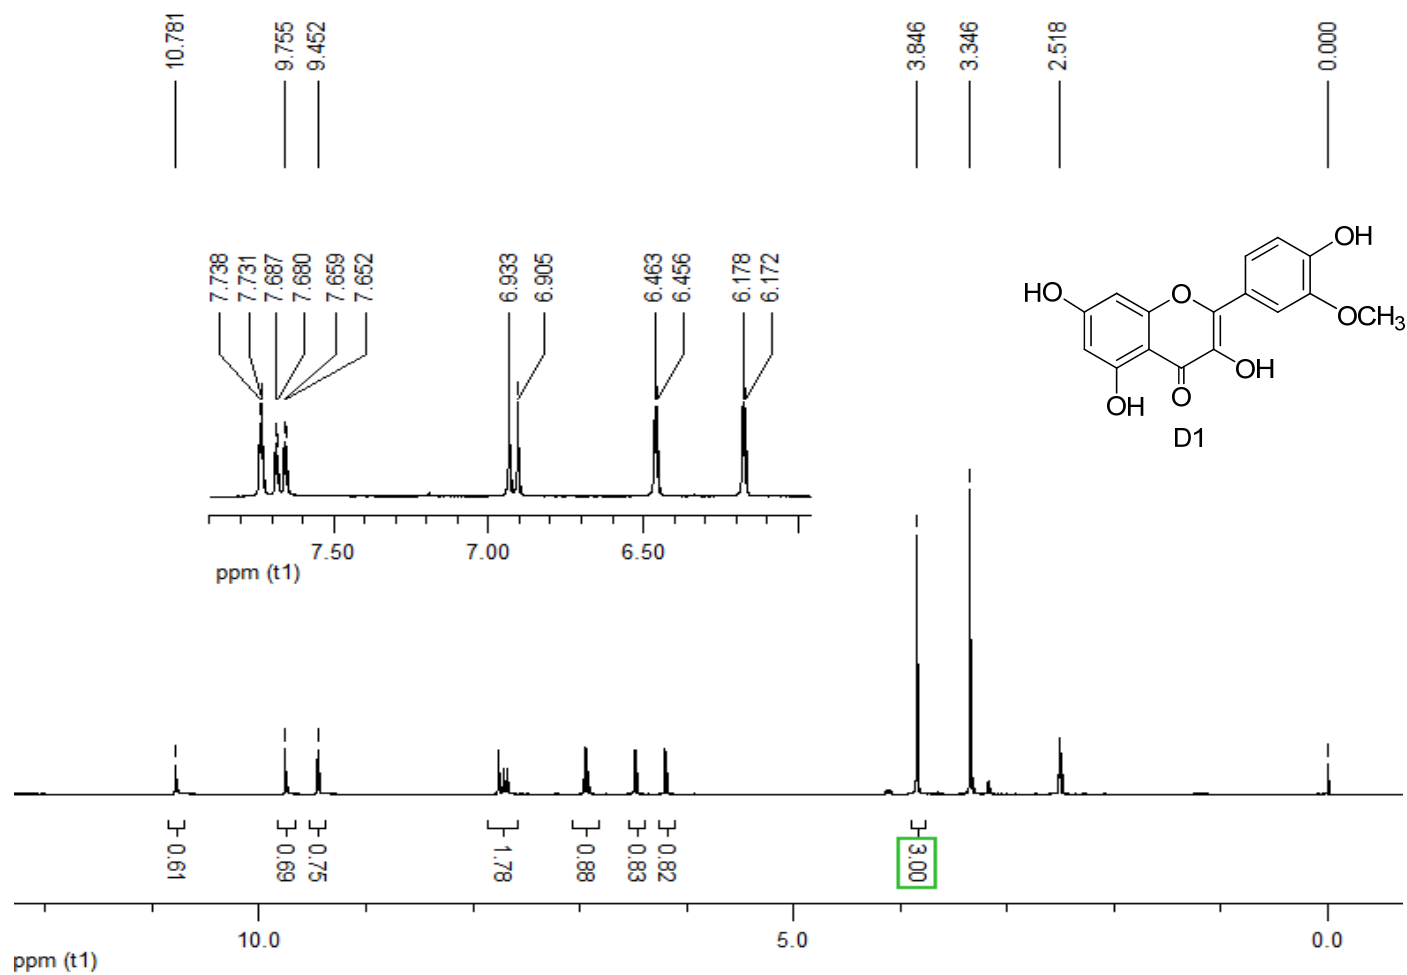 10.781 9.755 9.452 3.846 3.346 2.518 0.000
7.738 7.731 7.687 7.680 7.659 7.652 6.933 6.905 6.463 6.456 6.178 6.172
OH
HO
O
OCH3
OH
O
OH
D1
7.50 7.00 6.50
ppm (t1)
0.61 0.69 0.75 1.78 0.88 0.83 0.82 3.00
10.0 5.0 0.0
ppm (t1)